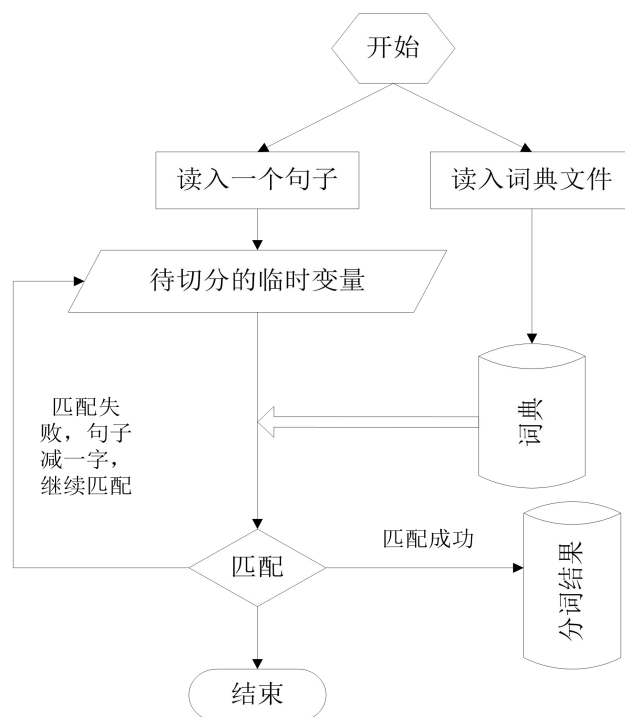 开始
读入一个句子
读入词典文件
待切分的临时变量
词典
匹配失
败，句子
减一字，
继续匹配
匹配成功
匹配
分词结果
结束